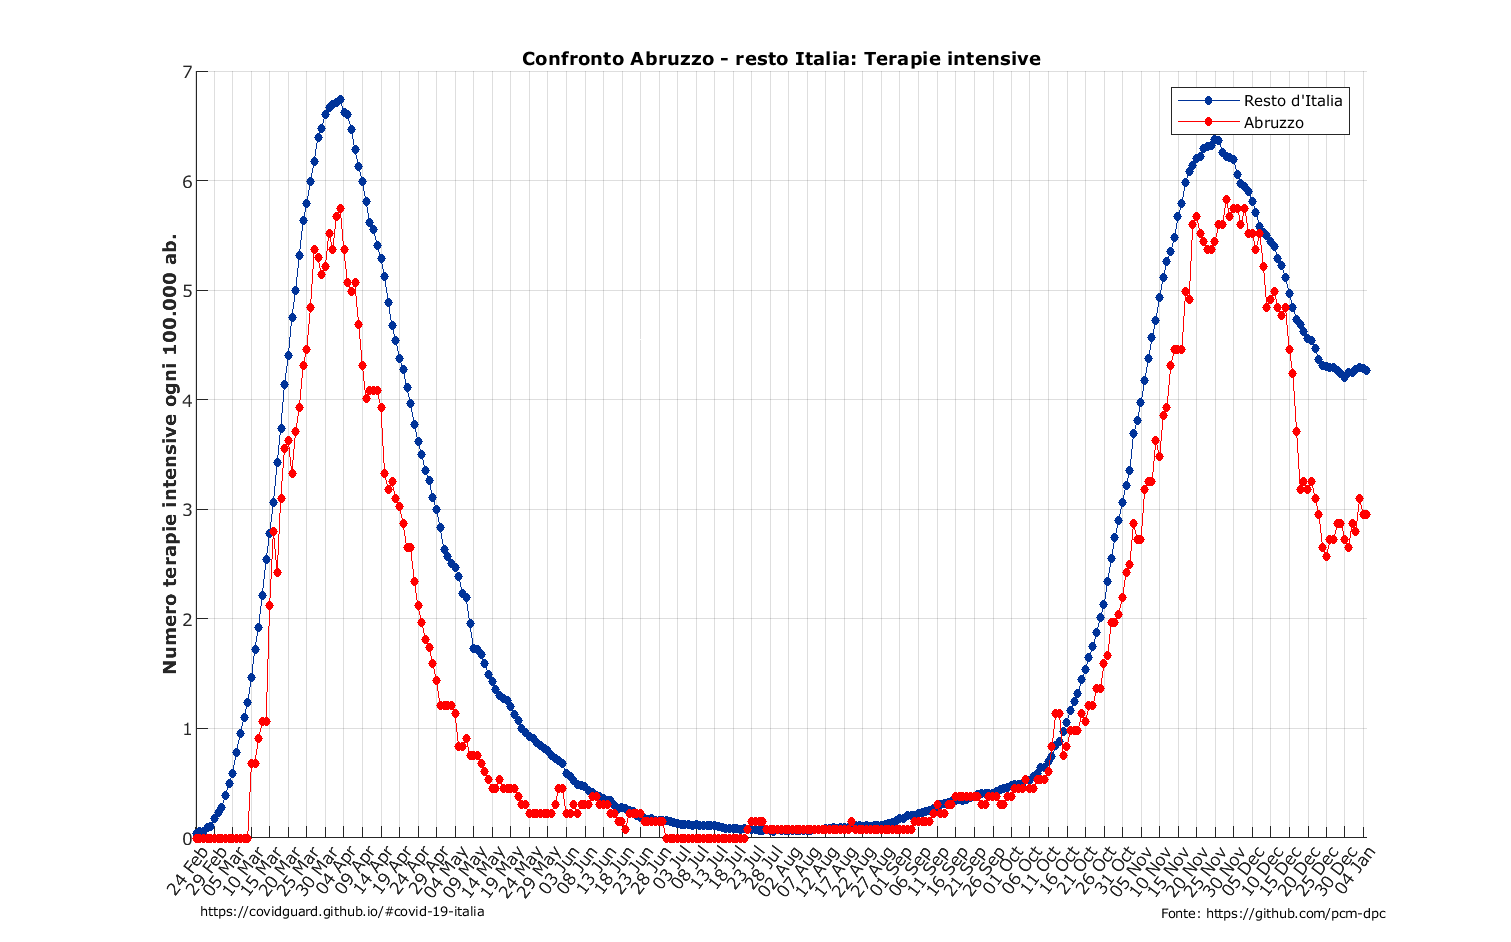 Confronto Abruzzo - resto Italia: Terapie intensive
Resto d'Italia
Abruzzo
Numero terapie intensive ogni 100.000 ab.
7
6
5
4
3
2
1
0
24 Feb
29 Feb
05 Mar
10 Mar
15 Mar
20 Mar
25 Mar
30 Mar
04 Apr
09 Apr
14 Apr
19 Apr
24 Apr
29 Apr
04 May
09 May
14 May
19 May
24 May
29 May
03 Jun
08 Jun
13 Jun
18 Jun
23 Jun
28 Jun
03 Jul
08 Jul
13 Jul
18 Jul
23 Jul
28 Jul
02 Aug
07 Aug
12 Aug
17 Aug
22 Aug
27 Aug
01 Sep
06 Sep
11 Sep
16 Sep
21 Sep
26 Sep
01 Oct
06 Oct
11 Oct
16 Oct
21 Oct
26 Oct
31 Oct
05 Nov
10 Nov
15 Nov
20 Nov
25 Nov
30 Nov
05 Dec
10 Dec
15 Dec
20 Dec
25 Dec
30 Dec
04 Jan
https://covidguard.github.io/#covid-19-italia
Fonte: https://github.com/pcm-dpc